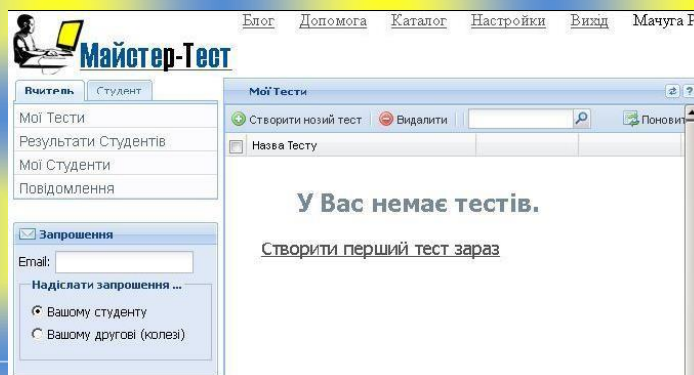 Блог Допомога Каталог Настройки Вихід Мачуга Р
Майстер-Тест
Вчитель Студент
Мої Тести
Результати Студентів
Мої Студенти
Повідомлення
Запрошення
Email:
Надіслати запрошення ...
Вашому студенту
Вашому другові (колезі)
Мої Тести
Створити новий тест Видалити Поновит
Назва Тесту
У Вас немає тестів.
Створити перший тест зараз